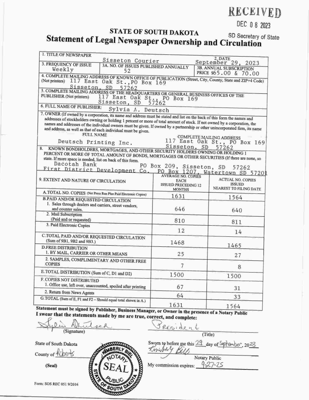 RECEIVED
DEC 08 2023
SD Secretary of State
STATE OF SOUTH DAKOTA
Statement of Legal Newspaper Ownership and Circulation
1. TITLE OF NEWSPAPER
Sisseton Courier
2. DATE
September 29, 2023
3. FREQUENCY OF ISSUE
Weekly
3A. NO. OF ISSUES PUBLISHED ANNUALLY
52
3B. ANNUAL SUBSCRIPTION
PRICE $65.00 & 70.00
4. COMPLETE MAILING ADDRESS OF KNOWN OFFICE OF PUBLICATION (Street, City, County, State and ZIP+4 Code)
(Not printers) 117 East Oak St., PO Box 169
Sisseton, SD 57262
5. COMPLETE MAILING ADDRESS OF THE HEADQUARTERS OR GENERAL BUSINESS OFFICES OF THE
PUBLISHER (Not printer) 117 East Oak St., PO Box 169
Sisseton, SD 57262
6. FULL NAME OF PUBLISHER: Sylvia A. Deutsch
7. OWNER (If owned by a corporation, its name and address must be stated and list on the back of this form the names and
addresses of stockholders owning or holding 1 percent or more of total amount of stock. If not owned by a corporation, the
names and addresses of the individual owners must be given. If owned by a partnership or other unincorporated firm, its name
and address, as well as that of each individual must be given.
FULL NAME
COMPLETE MAILING ADDRESS
Deutsch Printing Inc.
117 East Oak St., PO Box 169
Sisseton, SD 57262
8. KNOWN BONDHOLDERS, MORTGAGEES, AND OTHER SECURITY HOLDERS OWNING OR HOLDING 1
PERCENT OR MORE OF TOTAL AMOUNT OF BONDS, MORTGAGES OR OTHER SECURITIES (If there are none, so
state. If more space is needed, list on back of this form.
Dacotah Bank PO Box 209, Sisseton, SD 57262
First District Development Co. PO Box 1207, Watertown SD 57201
9. EXTENT AND NATURE OF CIRCULATION
AVERAGE NO. COPIES
EACH
ISSUED PRECEDING 12
MONTHS
ACTUAL NO. COPIES
ISSUED
NEAREST TO FILING DATE
A. TOTAL NO. COPIES (Net Press Run Plus Paid Electronic Copies)
1631
1564
B. PAID AND/OR REQUESTED CIRCULATION
1. Sales through dealers and carriers, street vendors,
and counter sales.
646
640
2. Mail Subscription
(Paid and/or requested)
810
811
3. Paid Electronic Copies
12
14
C. TOTAL PAID AND/OR REQUESTED CIRCULATION
(Sum of 9B1, 9B2 and 9B3.)
1468
1465
D. FREE DISTRIBUTION
1. BY MAIL, CARRIER OR OTHER MEANS
25
27
2. SAMPLES, COMPLIMENTARY AND OTHER FREE
COPIES
7
8
E. TOTAL DISTRIBUTION (Sum of C, D1 and D2)
1500
1500
F. COPIES NOT DISTRIBUTED
1. Office use, left over, unaccounted, spoiled after printing
67
31
2. Return from News Agents
64
33
G. TOTAL (Sum of E, F1 and F2 – Should equal total shown in A.)
1631
1564
Statement must be signed by Publisher, Business Manager, or Owner in the presence of a Notary Public
I swear that the statements made by me are true, correct, and complete:
President
(Signature)
(Title)
State of South Dakota
County of Roberts
Sworn to before me this day of September, 2023
Notary Public
(Seal)
NOTARY
SEAL
PUBLIC
SOUTH DAKOTA
My commission expires: 9-27-25
Form: SOS REC 051 9/2016